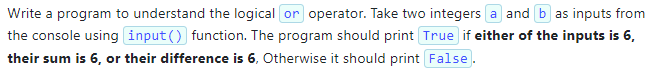 Write a program to understand the logical or operator. Take two integers a and b as inputs from
the console using input() function. The program should print True if either of the inputs is 6,
their sum is 6, or their difference is 6, Otherwise it should print False.